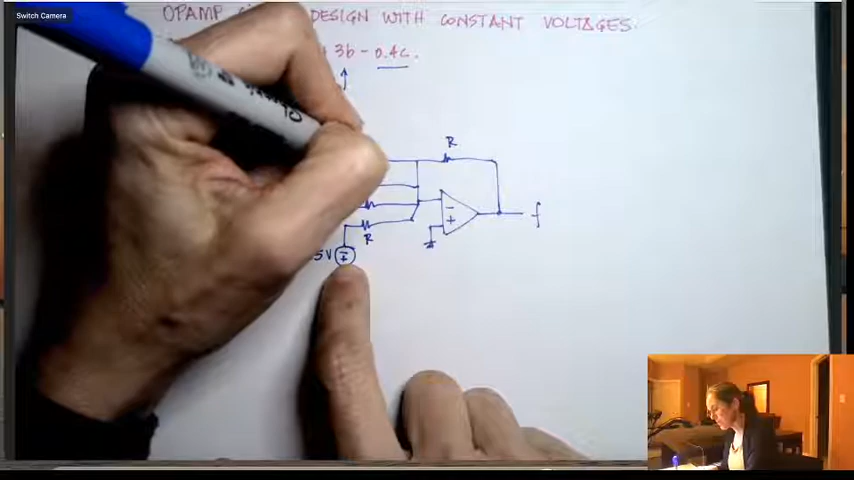 Switch Camera
OPAMP DESIGN WITH CONSTANT VOLTAGES.
3b - 0.4c.
R
-
+
f
R
5V